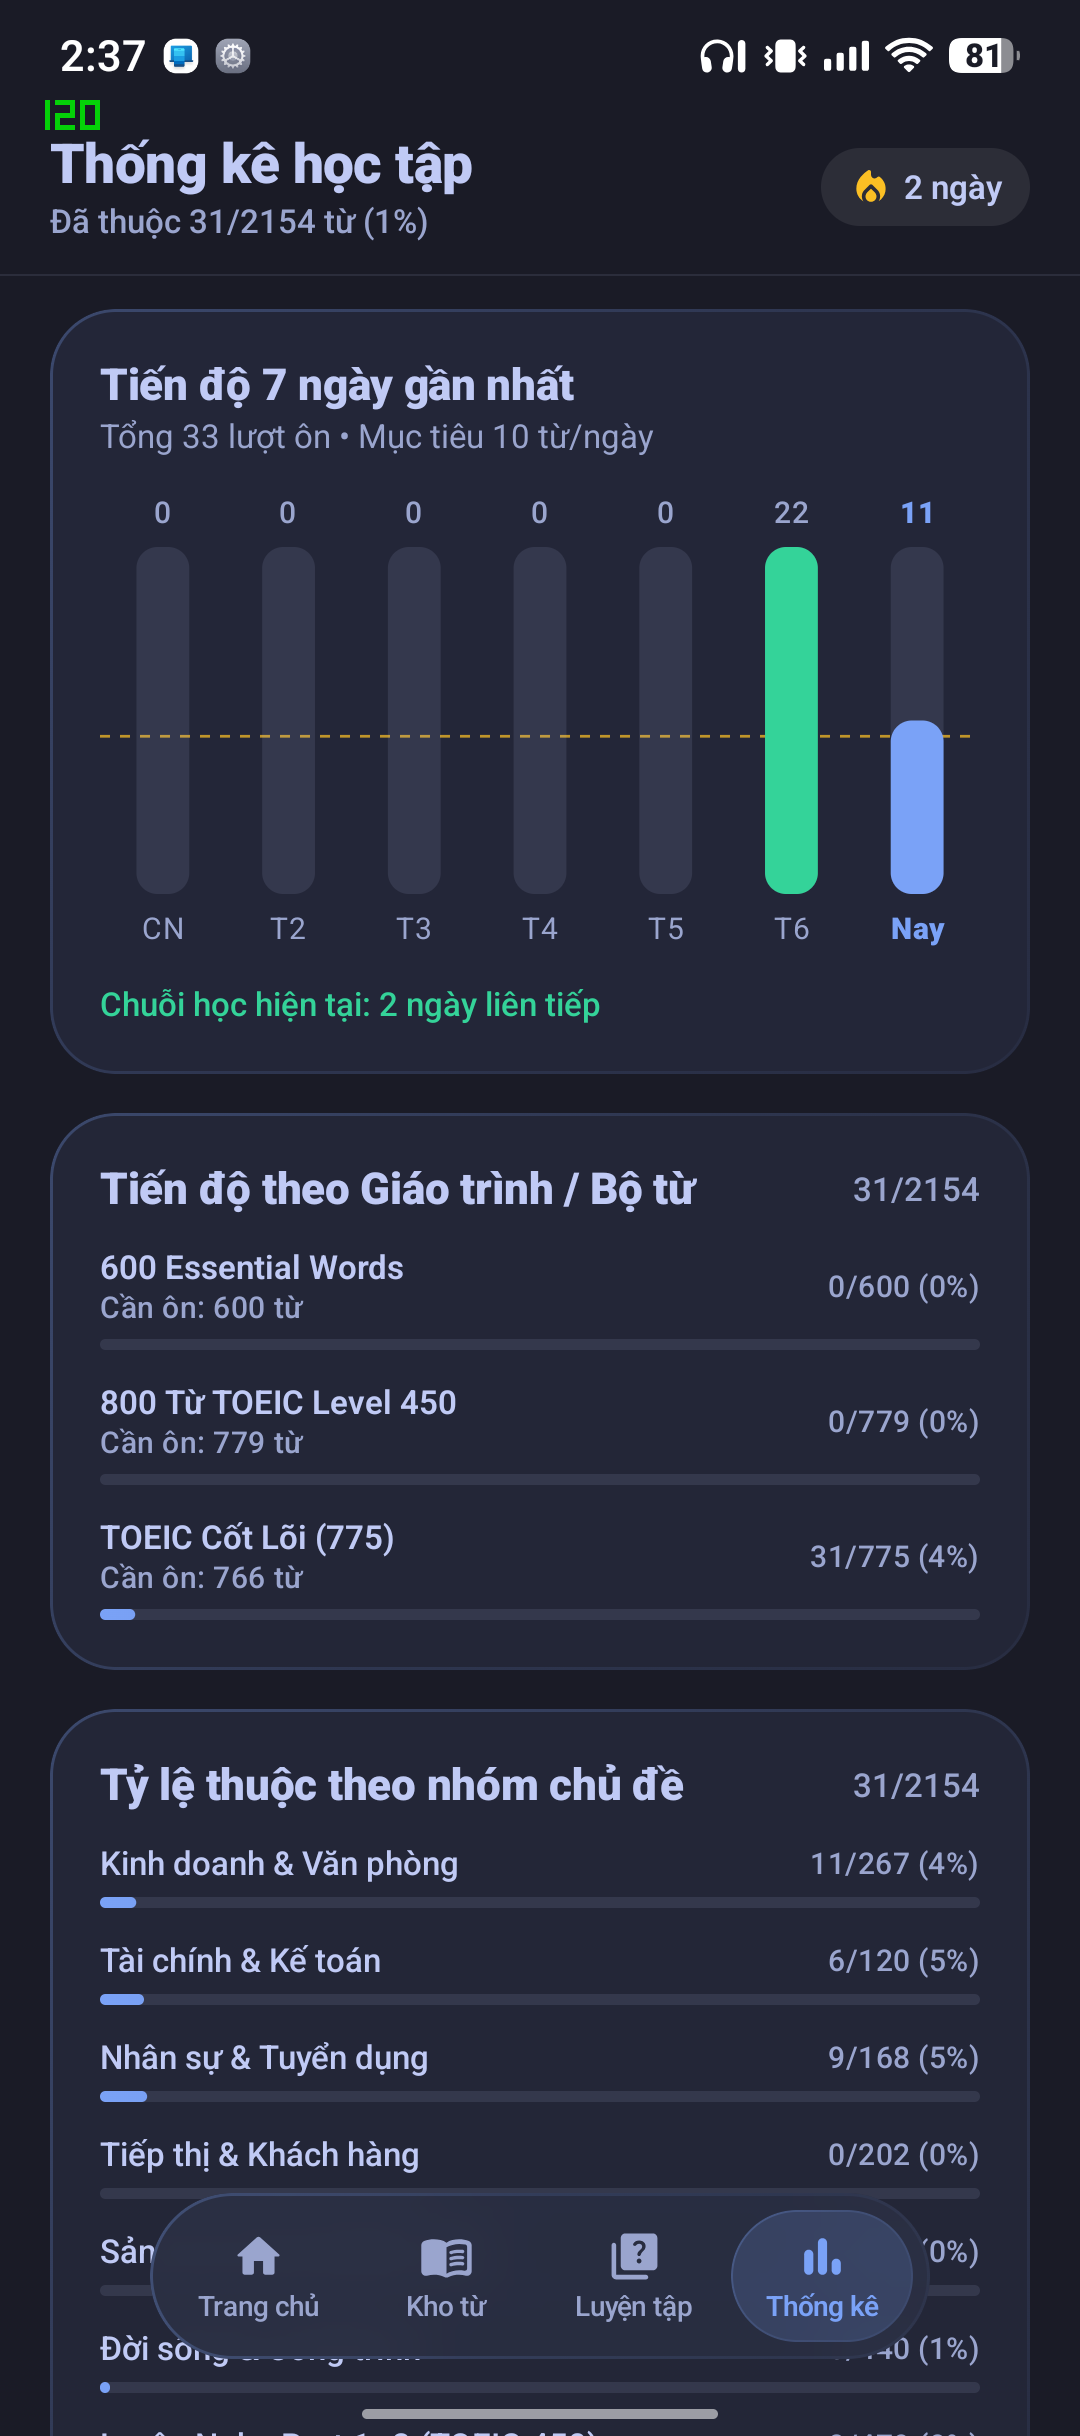 2:37
81
120
Thống kê học tập
Đã thuộc 31/2154 từ (1%)
2 ngày
Tiến độ 7 ngày gần nhất
Tổng 33 lượt ôn • Mục tiêu 10 từ/ngày
0 0 0 0 0 22 11
CN T2 T3 T4 T5 T6 Nay
Chuỗi học hiện tại: 2 ngày liên tiếp
Tiến độ theo Giáo trình / Bộ từ 31/2154
600 Essential Words
0/600 (0%)
Cần ôn: 600 từ
800 Từ TOEIC Level 450
0/779 (0%)
Cần ôn: 779 từ
TOEIC Cốt Lõi (775)
31/775 (4%)
Cần ôn: 766 từ
Tỷ lệ thuộc theo nhóm chủ đề 31/2154
Kinh doanh & Văn phòng 11/267 (4%)
Tài chính & Kế toán 6/120 (5%)
Nhân sự & Tuyển dụng 9/168 (5%)
Tiếp thị & Khách hàng 0/202 (0%)
0%)
Trang chủ Kho từ Luyện tập Thống kê
Đời (1%)